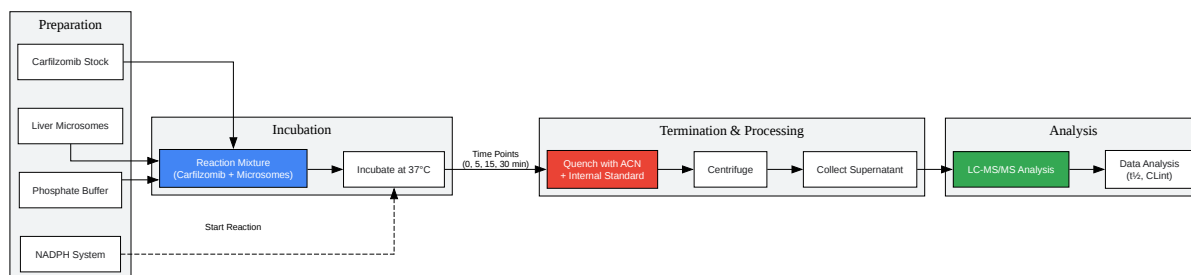 Preparation
Carfilzomib Stock
Liver Microsomes
Phosphate Buffer
NADPH System
Incubation
Reaction Mixture
(Carfilzomib + Microsomes)
Incubate at 37°C
Start Reaction
Time Points
(0, 5, 15, 30 min)
Termination & Processing
Quench with ACN
+ Internal Standard
Centrifuge
Collect Supernatant
Analysis
LC-MS/MS Analysis
Data Analysis
(t½, CLint)